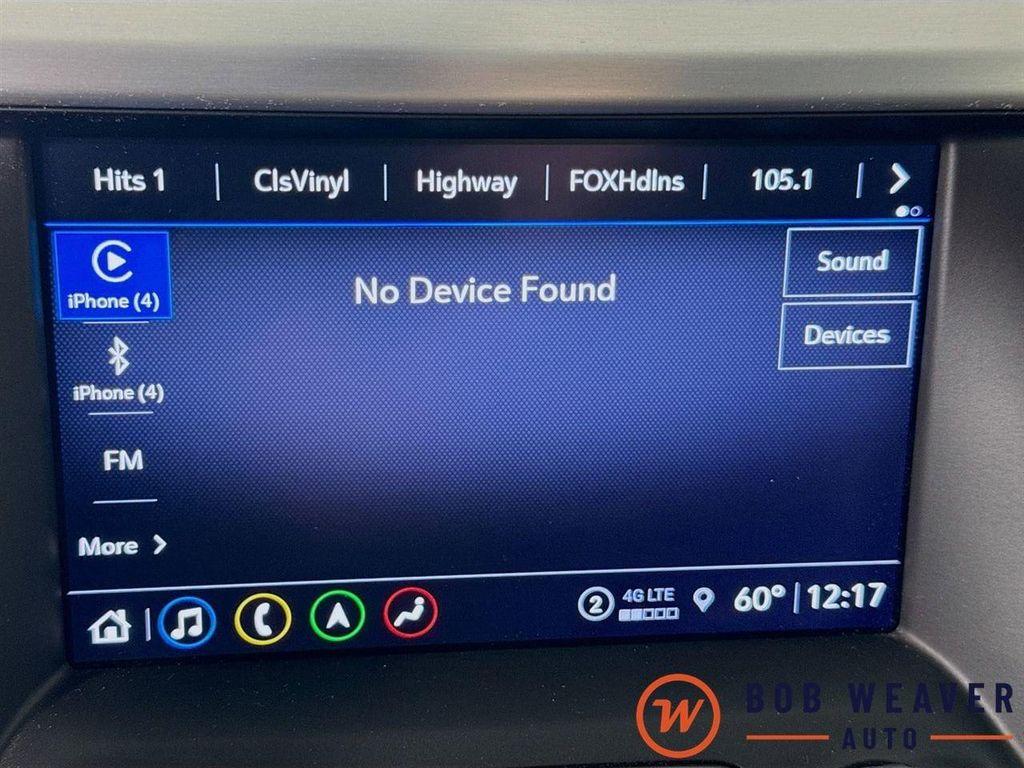 Hits 1 | ClsVinyl | Highway | FOXHdlns | 105.1 |
iPhone (4)
No Device Found
Sound
Devices
iPhone (4)
FM
More
2 4G LTE 60° | 12:17
W BOB WEAVER
AUTO